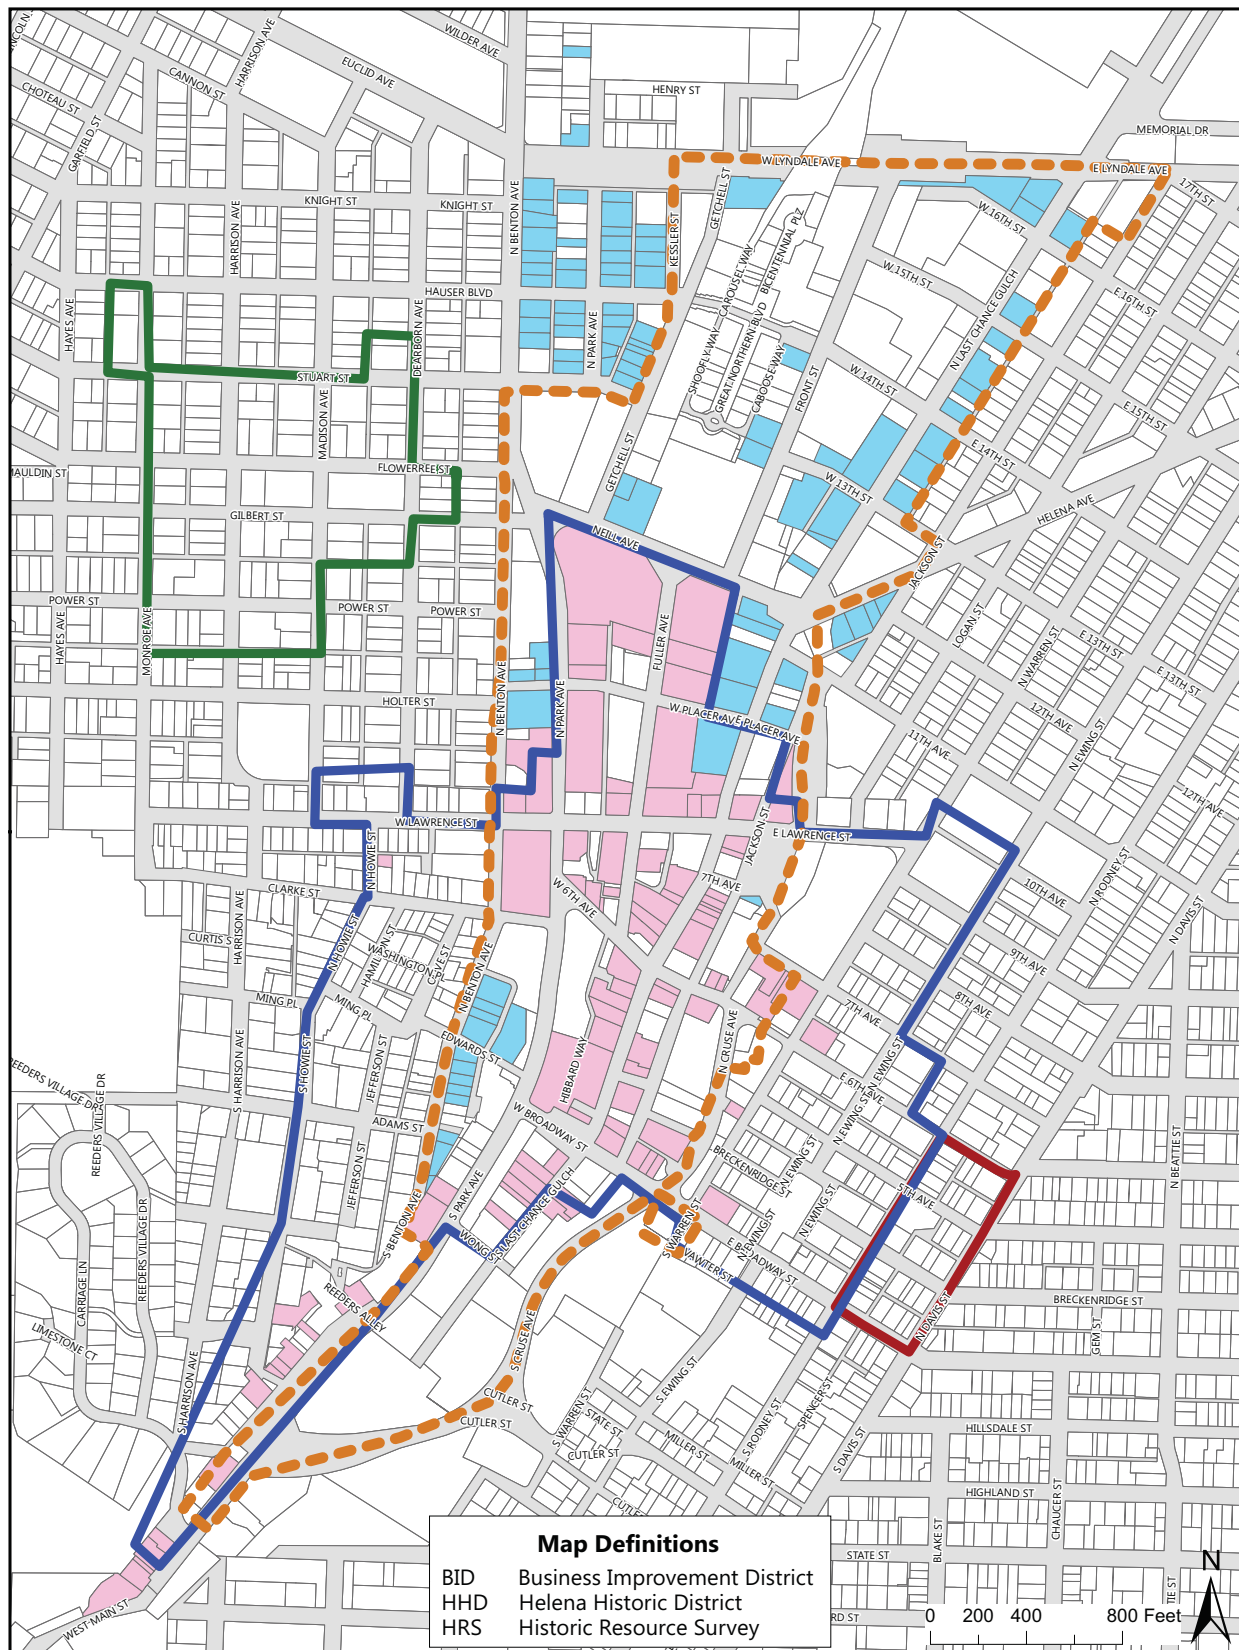 WILDER AVE
HARRISON AVE
EUCLID AVE
CANNON ST
CHOTEAU ST
HENRY ST
GARFIELD ST
MEMORIAL DR
W LYNDALE AVE
E LYNDALE AVE
17TH ST
KNIGHT ST
KNIGHT ST
N BENTON AVE
GETCHELL ST
KESSLER ST
HARRISON AVE
W 16TH ST
BICENTENNIAL PLZ
CAROUSEL WAY
W 15TH ST
E 16TH ST
HAUSER BLVD
HAYES AVE
DEARBORN AVE
N PARK AVE
N LAST CHANCE GULCH
SHOOFLY WAY
GREAT NORTHERN BLVD
CABOOSE WAY
FRONT ST
W 14TH ST
STUART ST
MADISON AVE
E 15TH ST
E 14TH ST
FLOWERREE ST
MAULDIN ST
GETCHELL ST
W 13TH ST
HELENA AVE
GILBERT ST
NEILL AVE
JACKSON ST
POWER ST
POWER ST
POWER ST
HAYES AVE
MONROE AVE
FULLER AVE
LOGAN ST
N WARREN ST
E 13TH ST
E 13TH ST
N BENTON AVE
N PARK AVE
HOLTER ST
W PLACER AVE
PLACER AVE
12TH AVE
11TH AVE
N EWING ST
12TH AVE
W LAWRENCE ST
E LAWRENCE ST
JACKSON ST
N HOWIE ST
CLARKE ST
7TH AVE
W 6TH AVE
10TH AVE
N RODNEY ST
N DAVIS ST
HARRISON AVE
N HOWIE ST
WASHINGTON PL
N BENTON AVE
9TH AVE
MING PL
MING PL
8TH AVE
7TH AVE
S HARRISON AVE
S HOWIE ST
JEFFERSON ST
EDWARDS ST
HIBBARD WAY
N CRUSE AVE
N EWING ST
E 6TH AVE
REEDERS VILLAGE DR
N EWING ST
ADAMS ST
W BROADWAY ST
N BEATTIE ST
JEFFERSON ST
BRECKENRIDGE ST
N EWING ST
5TH AVE
REEDERS VILLAGE DR
S PARK AVE
S LAST CHANCE GULCH
S BENTON AVE
WONG ST
S WARREN ST
N EWING ST
N EWING ST
E BROADWAY ST
VAWTER ST
CARRIAGE LN
REEDERS ALLEY
BRECKENRIDGE ST
N DAVIS ST
GEM ST
LIMESTONE CT
S CRUSE AVE
S HARRISON AVE
S EWING ST
CUTLER ST
CUTLER ST
S WARREN ST
STATE ST
SPENCER ST
S RODNEY ST
HILLSDALE ST
CUTLER ST
MILLER ST
MILLER ST
S DAVIS ST
HIGHLAND ST
CHAUCER ST
BLAKE ST
STATE ST
WEST MAIN ST
Map Definitions
BID Business Improvement District
HHD Helena Historic District
HRS Historic Resource Survey
N
0 200 400 800 Feet